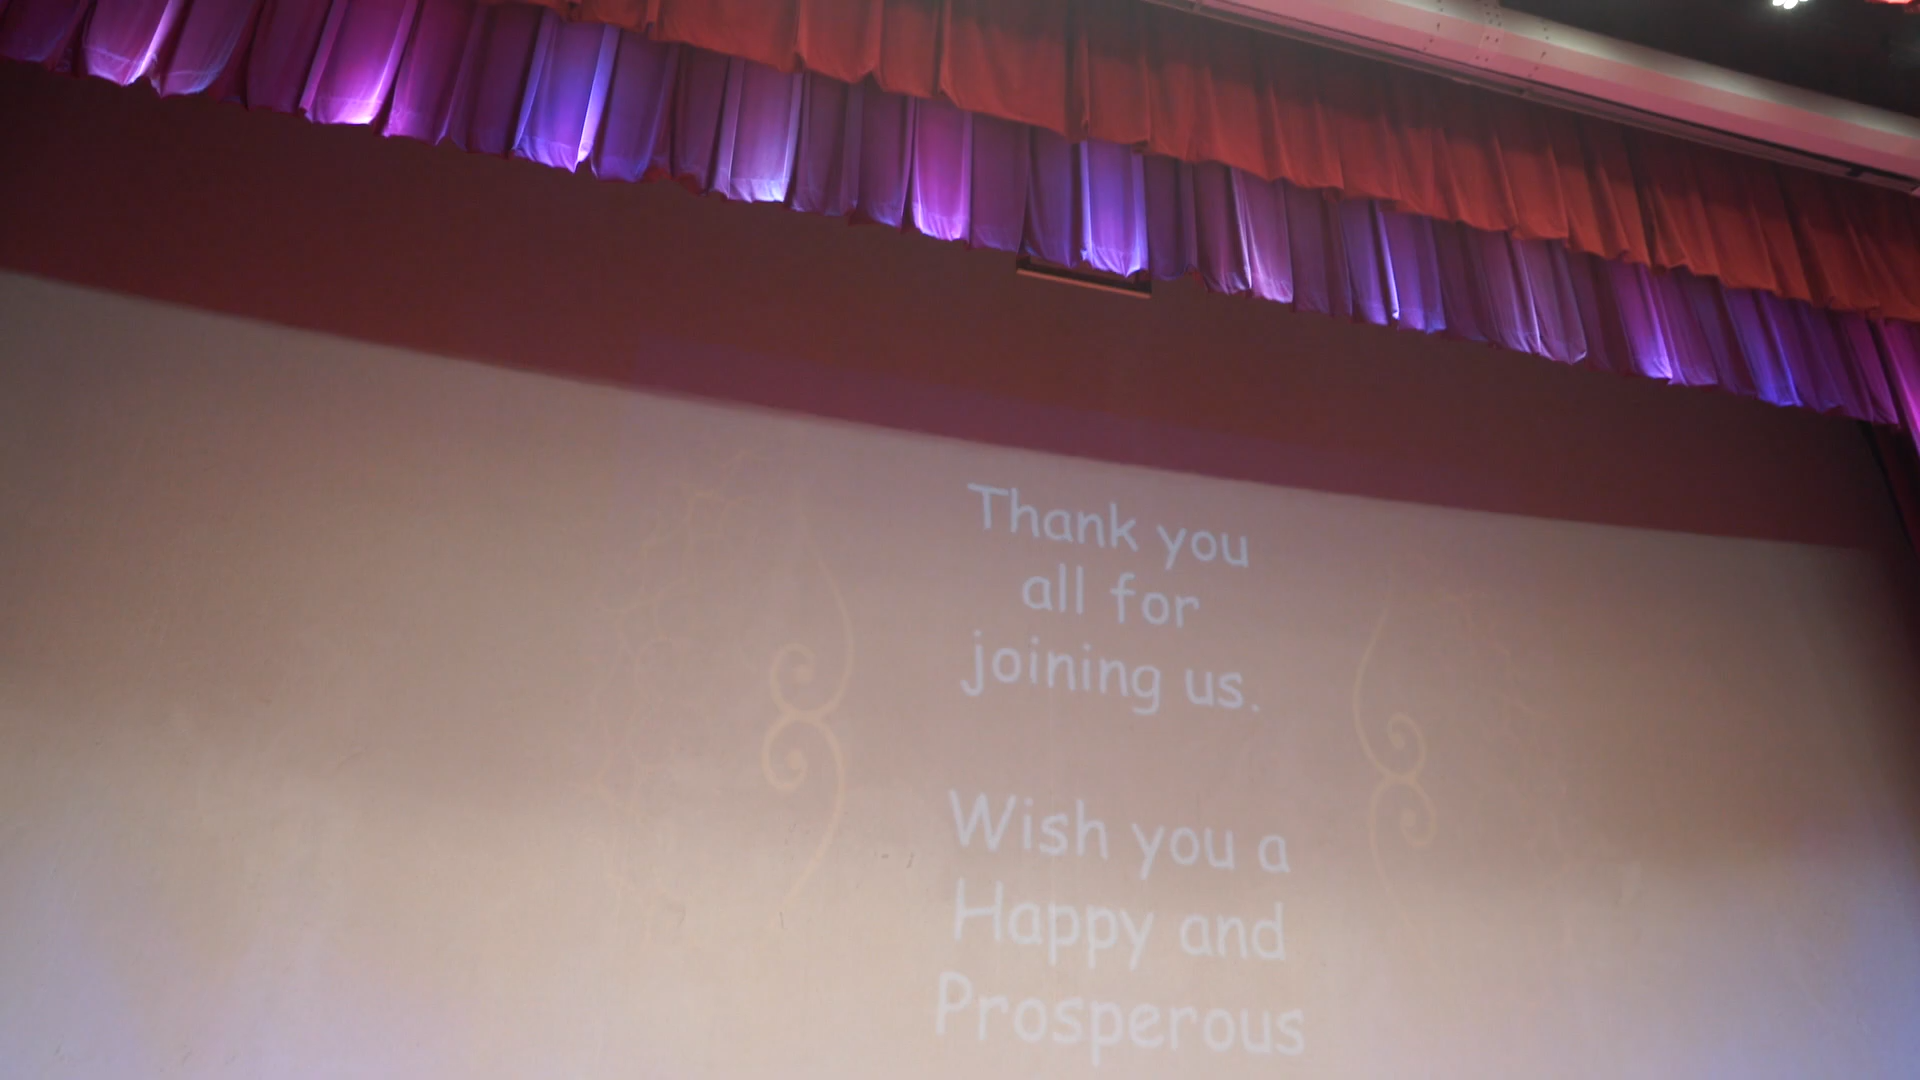 Thank you
all for
joining us.
Wish you a
Happy and
Prosperous